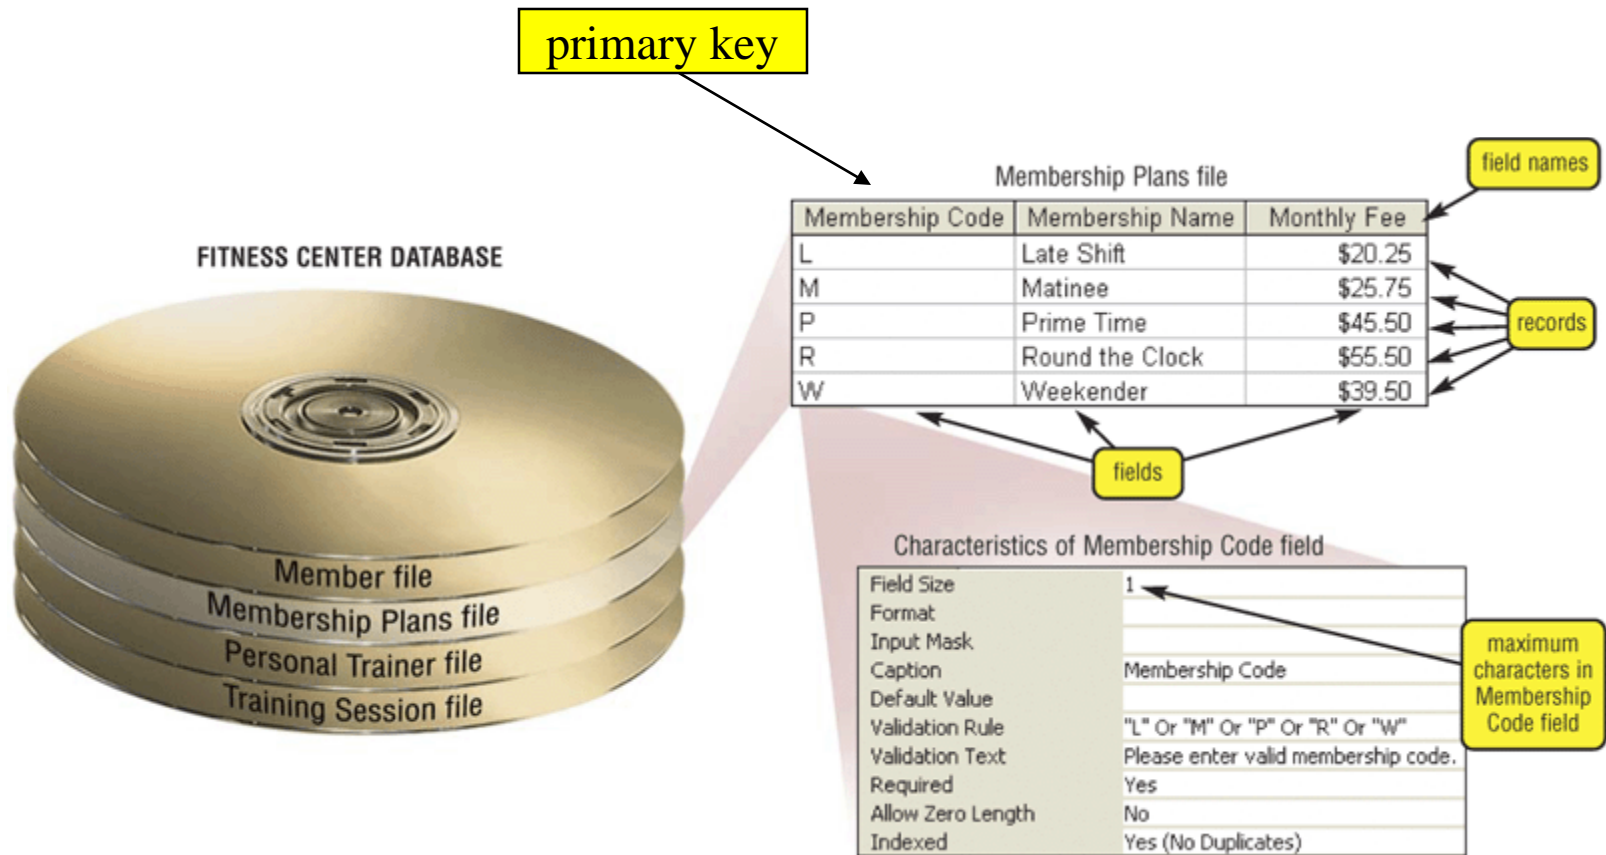 primary key
Membership Plans file
field names
Membership Code Membership Name Monthly Fee
L Late Shift $20.25
M Matinee $25.75
P Prime Time $45.50
R Round the Clock $55.50
W Weekender $39.50
records
fields
FITNESS CENTER DATABASE
Member file
Membership Plans file
Personal Trainer file
Training Session file
Characteristics of Membership Code field
Field Size 1
Format
Input Mask
Caption Membership Code
Default Value
Validation Rule "L" Or "M" Or "P" Or "R" Or "W"
Validation Text Please enter valid membership code.
Required Yes
Allow Zero Length No
Indexed Yes (No Duplicates)
maximum
characters in
Membership
Code field